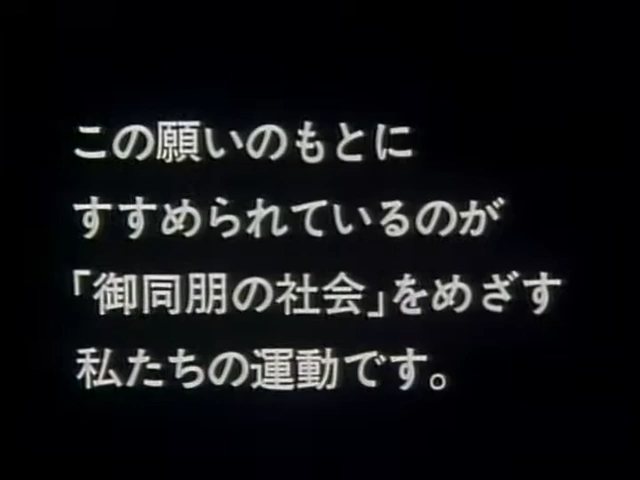 この願いのもとに
すすめられているのが
「御同朋の社会」をめざす
私たちの運動です。